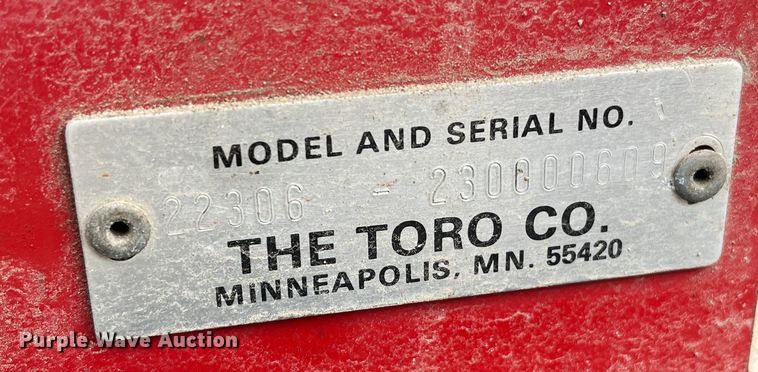 MODEL AND SERIAL NO.
22306 - 230000609
THE TORO CO.
MINNEAPOLIS, MN. 55420
Purple Wave Auction